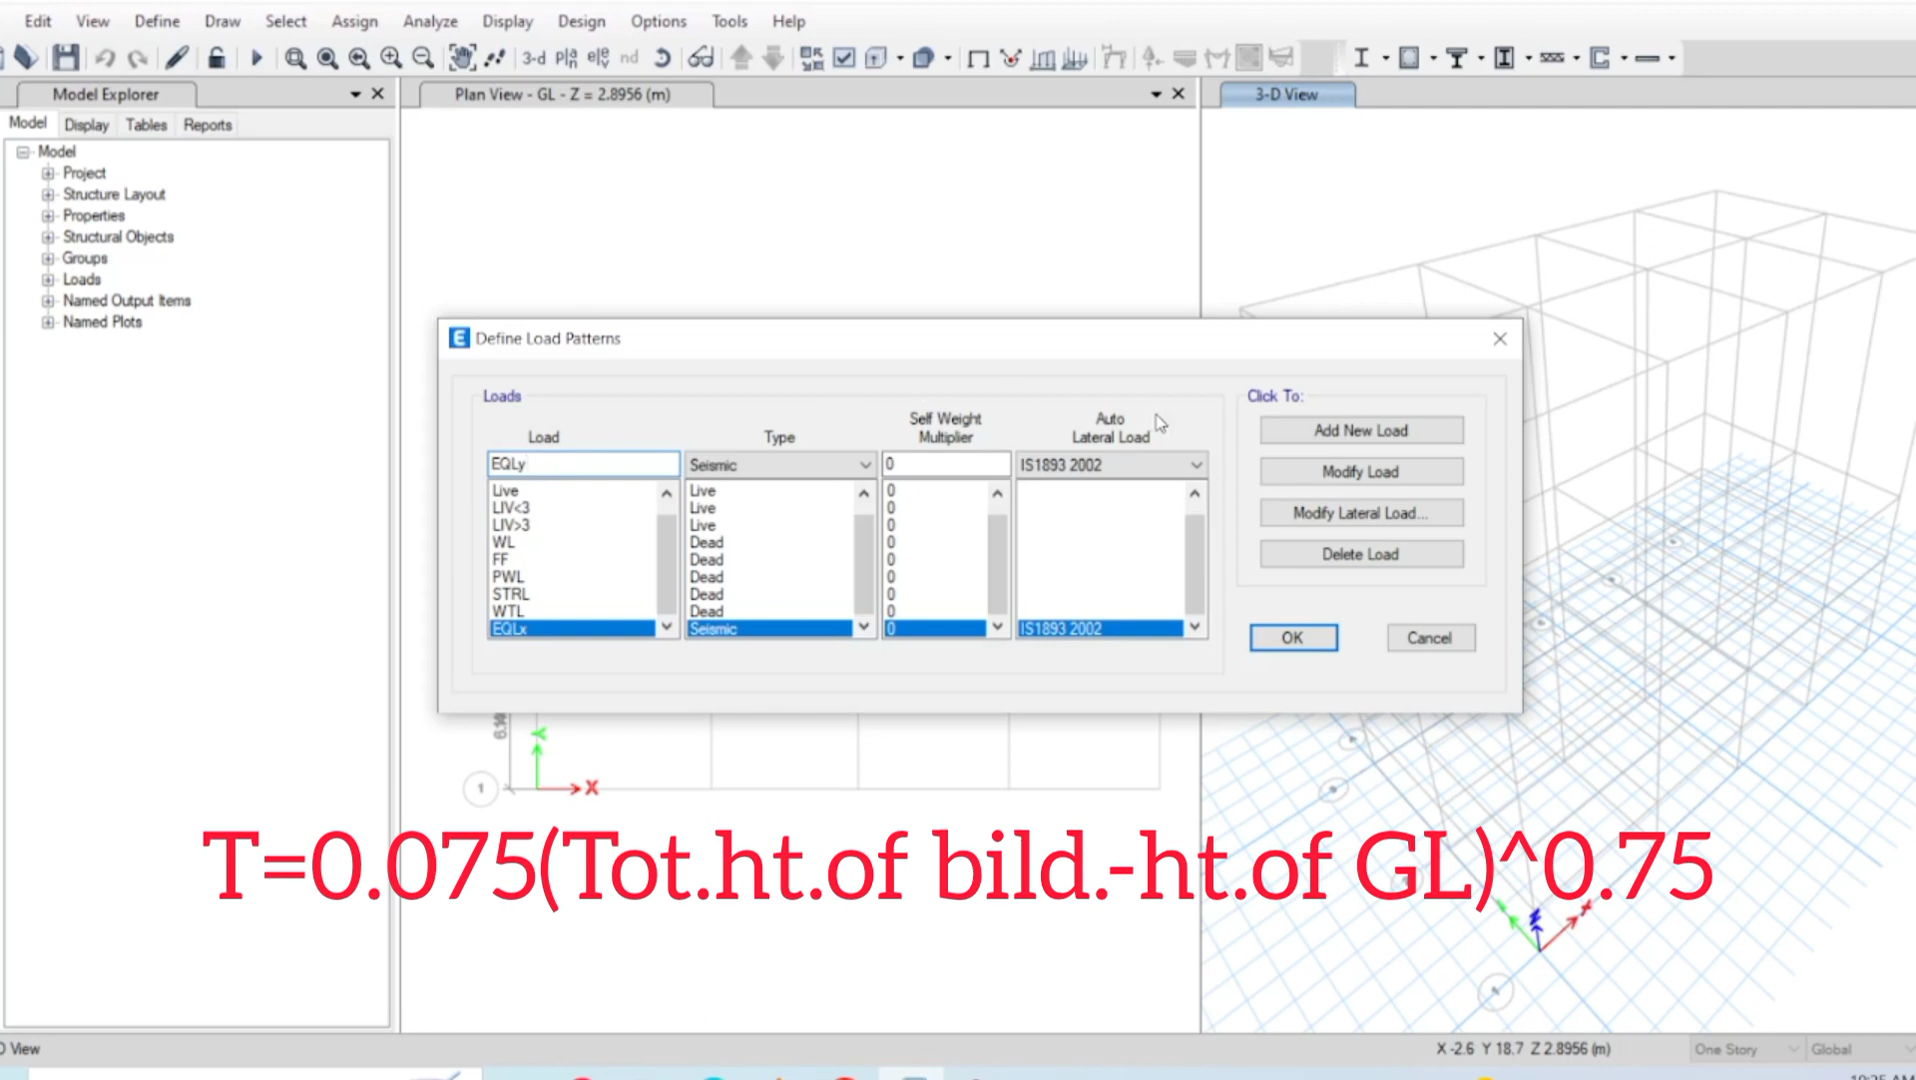 Edit View Define Draw Select Assign Analyze Display Design Options Tools Help
3-d nd
Model Explorer
Plan View - GL - Z = 2.8956 (m)
3-D View
Model Display Tables Reports
Model
Project
Structure Layout
Properties
Structural Objects
Groups
Loads
Named Output Items
Named Plots
Define Load Patterns
Loads
Click To:
Load Type Self Weight Multiplier Auto Lateral Load
EQLy Seismic 0 IS1893 2002
Live Live 0
LIV<3 Live 0
LIV>3 Live 0
WL Dead 0
FF Dead 0
PWL Dead 0
STRL Dead 0
WTL Dead 0
EQLx Seismic 0 IS1893 2002
Add New Load
Modify Load
Modify Lateral Load...
Delete Load
OK Cancel
Y
1
X
T=0.075(Tot.ht.of bild.-ht.of GL)^0.75
D View
X -2.6 Y 18.7 Z 2.8956 (m)
One Story
Global